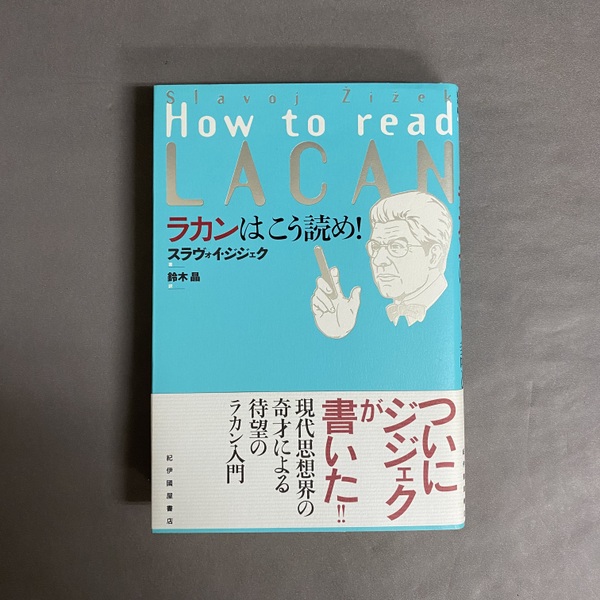 Slavoj Žižek
How to read
LACAN
ラカンはこう読め!
スラヴォイ・ジジェク
鈴木 晶
ついに
ジジェク
が
書いた!!
現代思想界の
奇才による
待望の
ラカン入門
紀伊國屋書店